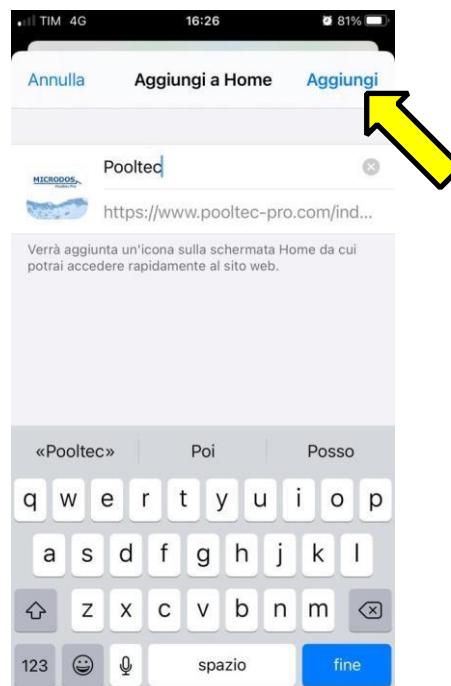 TIM 4G 16:26 81%
Annulla Aggiungi a Home Aggiungi
MICRODOS
Pooltec
https://www.pooltec-pro.com/ind...
Verrà aggiunta un'icona sulla schermata Home da cui
potrai accedere rapidamente al sito web.
«Pooltec» Poi Posso
q w e r t y u i o p
a s d f g h j k l
z x c v b n m
123 spazio fine